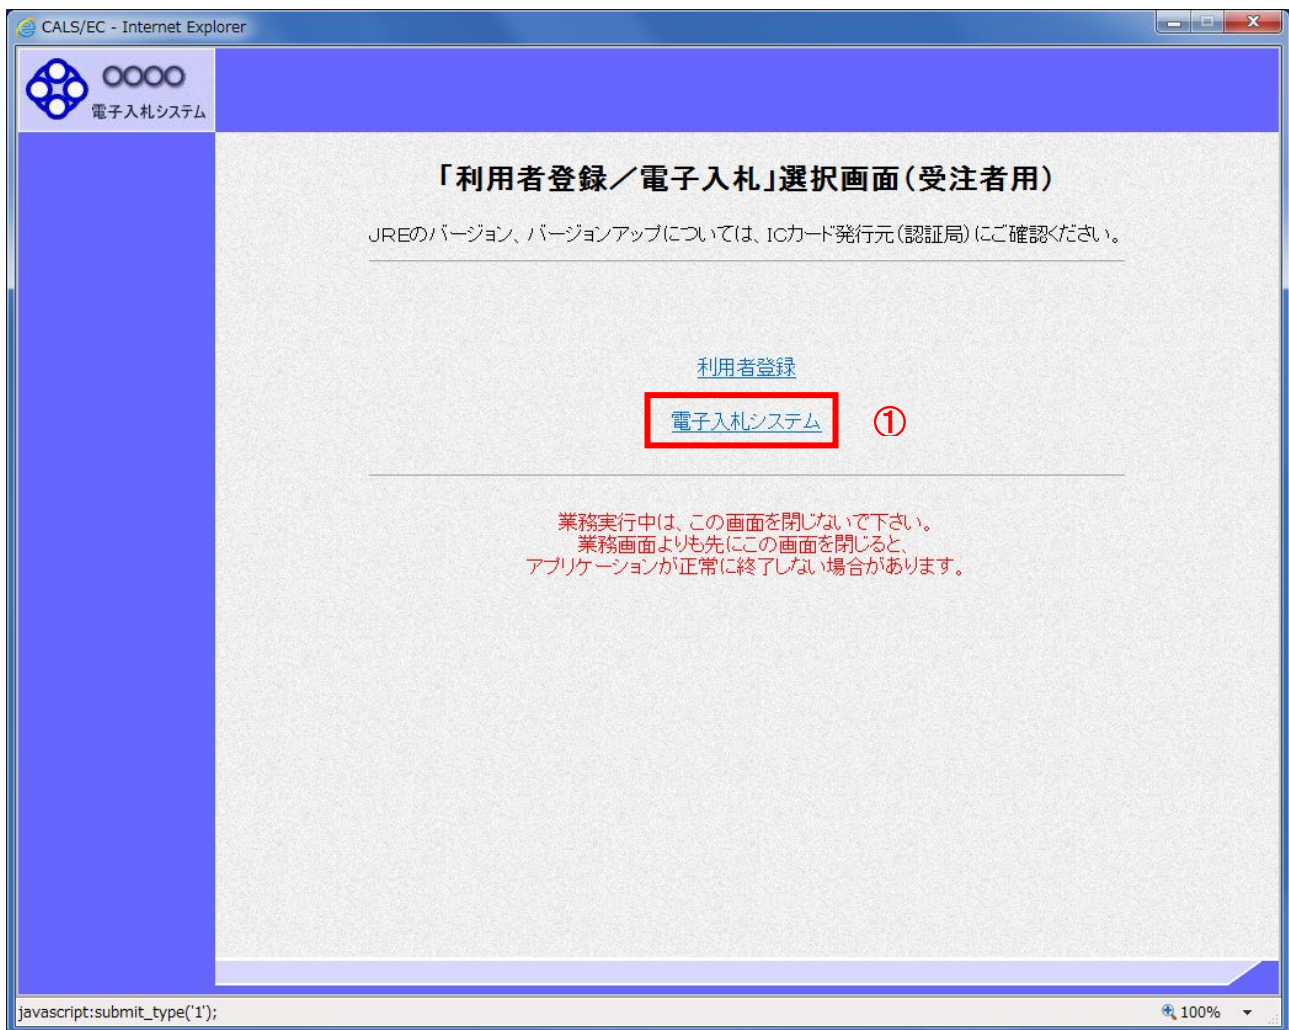 CALS/EC - Internet Explorer
○○○○
電子入札システム
「利用者登録／電子入札」選択画面（受注者用）
JREのバージョン、バージョンアップについては、ICカード発行元（認証局）にご確認ください。
利用者登録
電子入札システム ①
業務実行中は、この画面を閉じないで下さい。
業務画面よりも先にこの画面を閉じると、
アプリケーションが正常に終了しない場合があります。
javascript:submit_type('1'); 100%